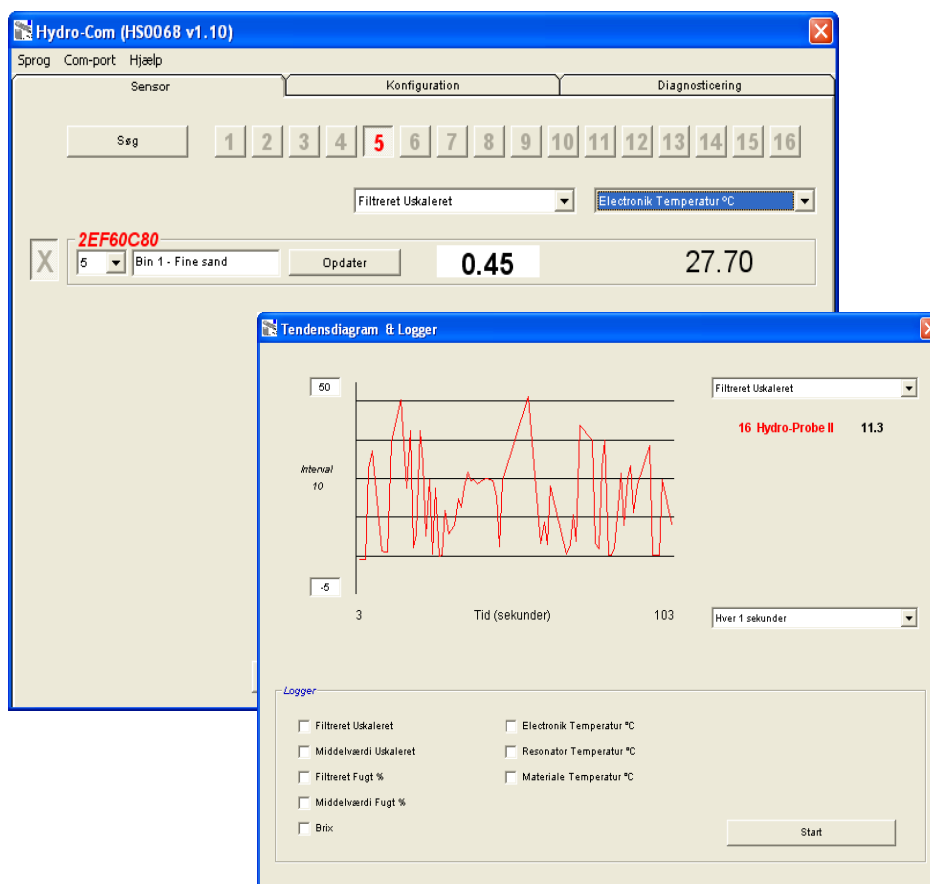 Hydro-Com (HS0068 v1.10)
Sprog Com-port Hjælp
Sensor Konfiguration Diagnosticering
Søg 1 2 3 4 5 6 7 8 9 10 11 12 13 14 15 16
Filtreret Uskaleret Electronik Temperatur ºC
2EF60C80
X 5 Bin 1 - Fine sand Opdater 0.45 27.70
Tendensdiagram & Logger
50 Filtreret Uskaleret
16 Hydro-Probe II 11.3
Interval
10
-5
3 Tid (sekunder) 103 Hver 1 sekunder
Logger
Filtreret Uskaleret Electronik Temperatur ºC
Middelværdi Uskaleret Resonator Temperatur ºC
Filtreret Fugt % Materiale Temperatur ºC
Middelværdi Fugt %
Brix
Start